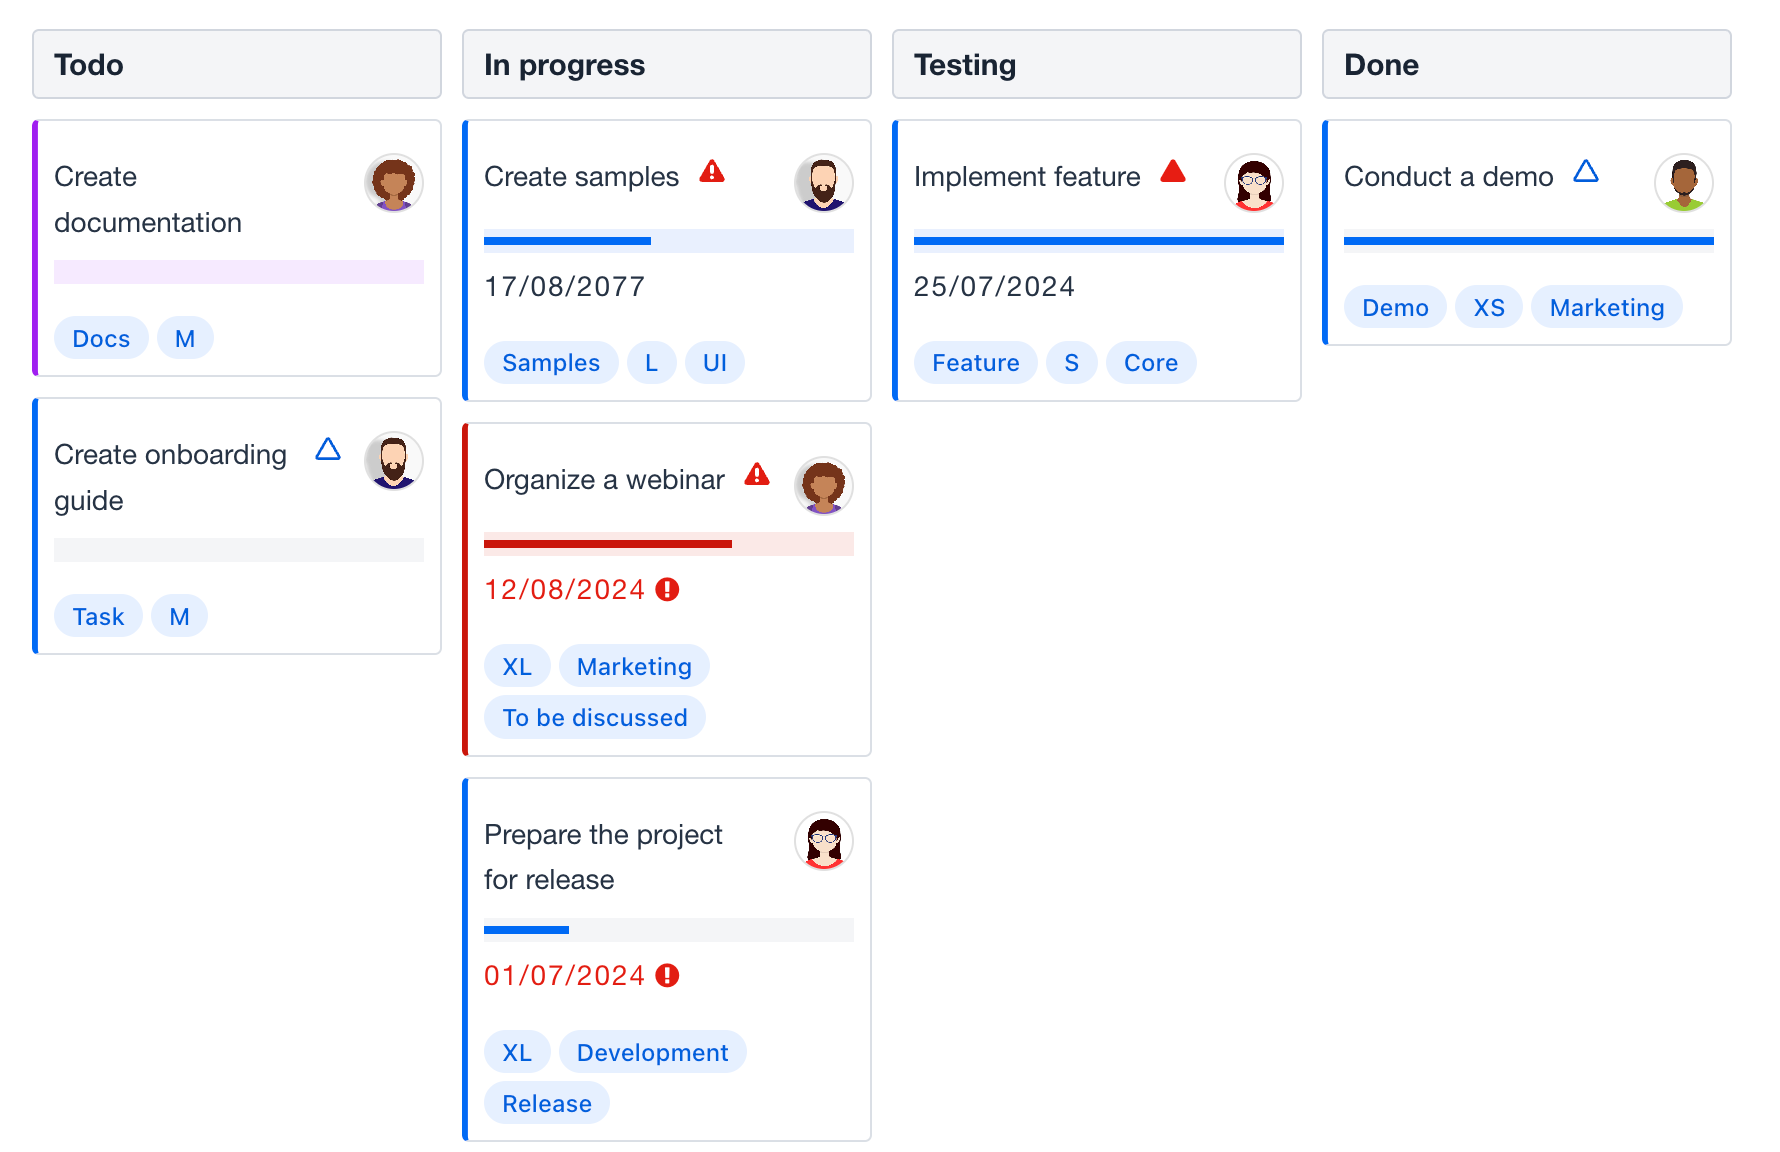 Todo
Create
documentation
Docs M
Create onboarding
guide
Task M
In progress
Create samples
17/08/2077
Samples L UI
Organize a webinar
12/08/2024
XL Marketing
To be discussed
Prepare the project
for release
01/07/2024
XL Development
Release
Testing
Implement feature
25/07/2024
Feature S Core
Done
Conduct a demo
Demo XS Marketing